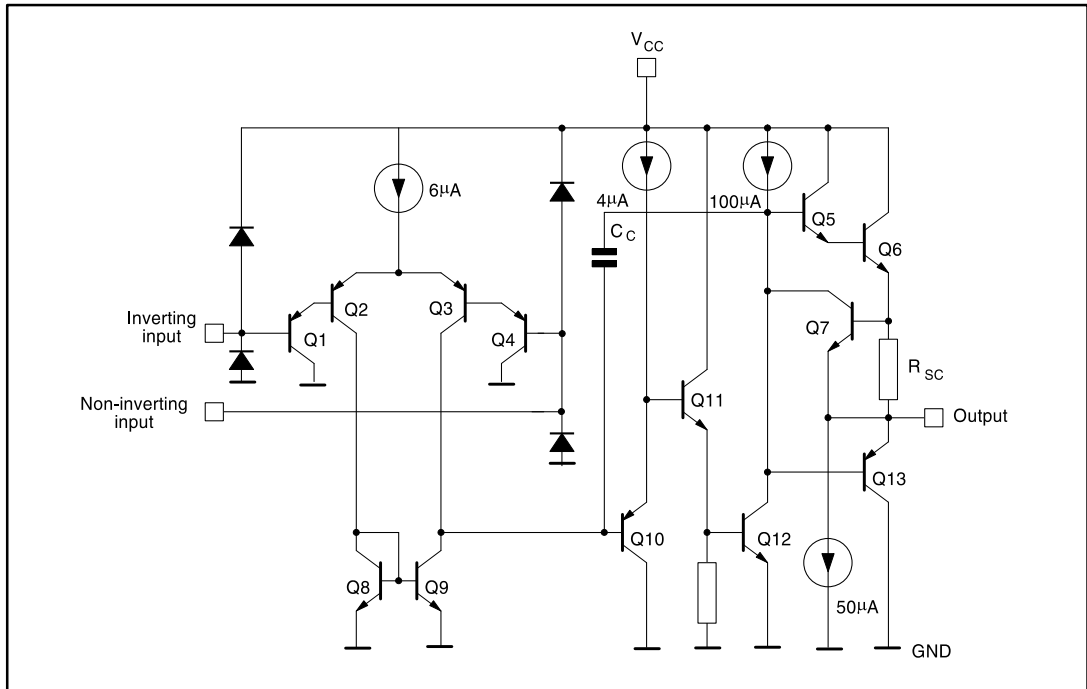 VCC
6µA
4µA
100µA
CC
Q5
Q6
Q2
Q3
Inverting
input
Q1
Q4
Q7
RSC
Non-inverting
input
Q11
Output
Q13
Q10
Q12
Q8
Q9
50µA
GND